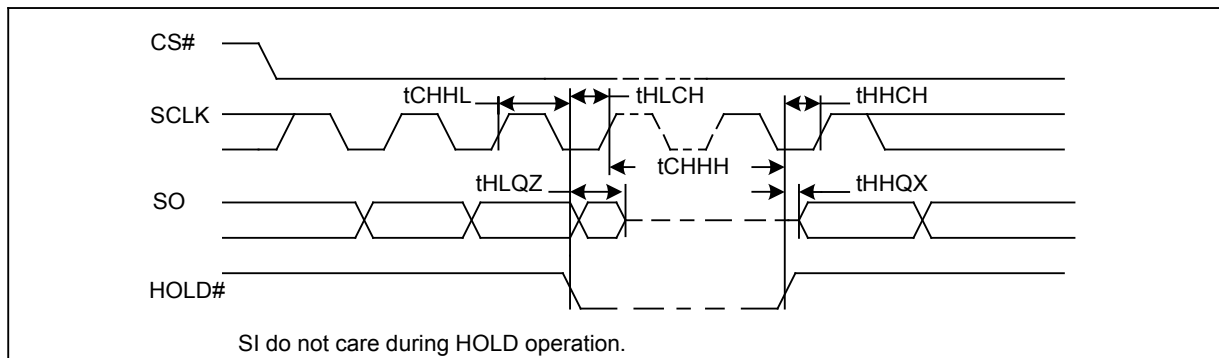 CS#
tCHHL
tHLCH
tHHCH
SCLK
tCHHH
tHLQZ
tHHQX
SO
HOLD#
SI do not care during HOLD operation.